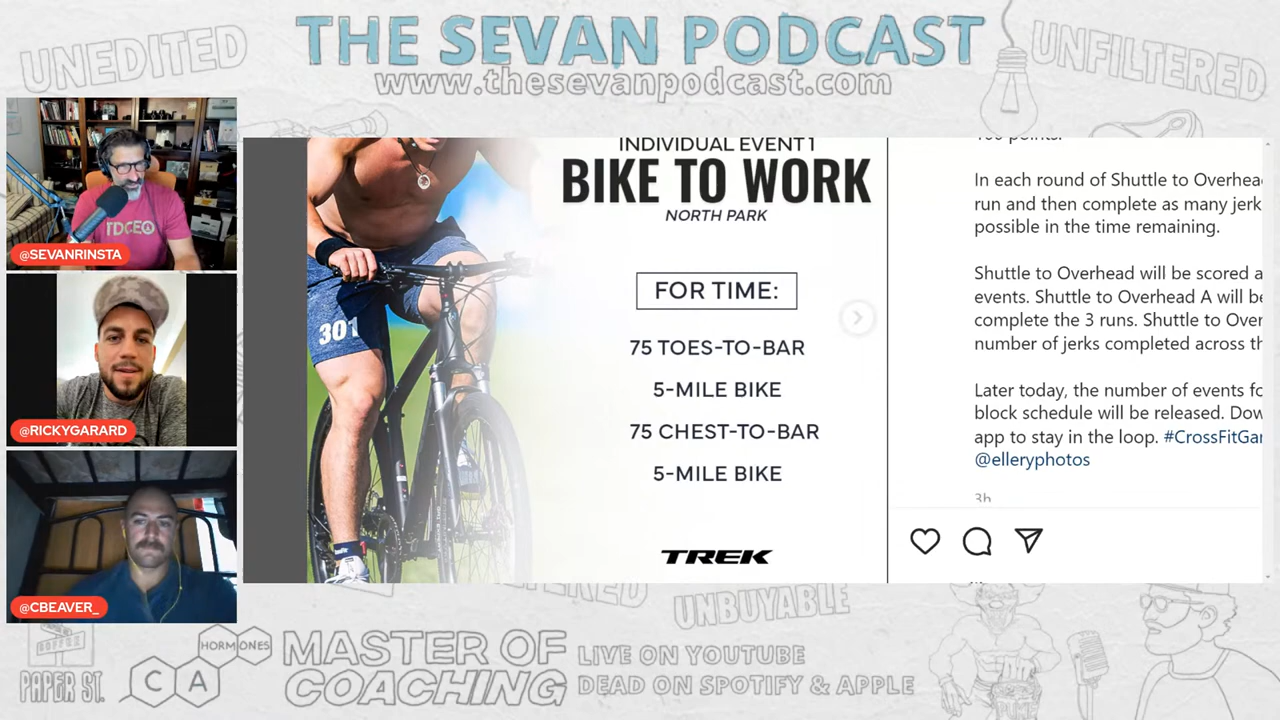 UNEDITED
THE SEVAN PODCAST
www.thesevanpodcast.com
UNFILTERED
TDCEO
@SEVANRINSTA
@RICKYGARARD
@CBEAVER_
INDIVIDUAL EVENT 1
BIKE TO WORK
NORTH PARK
FOR TIME:
75 TOES-TO-BAR
5-MILE BIKE
75 CHEST-TO-BAR
5-MILE BIKE
TREK
301
points.
In each round of Shuttle to Overhea
run and then complete as many jerk
possible in the time remaining.
Shuttle to Overhead will be scored a
events. Shuttle to Overhead A will be
complete the 3 runs. Shuttle to Over
number of jerks completed across th
Later today, the number of events fo
block schedule will be released. Dow
app to stay in the loop. #CrossFitGar
@elleryphotos
3h
UNBUYABLE
COFFEE
PAPER ST.
HORMONES
C A
MASTER OF
COACHING
LIVE ON YOUTUBE
DEAD ON SPOTIFY & APPLE